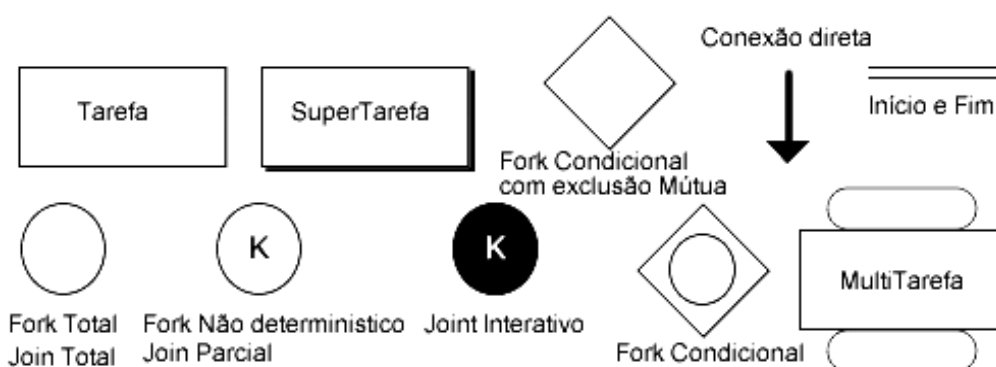 Conexão direta
Tarefa
SuperTarefa
Início e Fim
Fork Condicional
com exclusão Mútua
K
K
MultiTarefa
Fork Total
Join Total
Fork Não deterministico
Join Parcial
Joint Interativo
Fork Condicional